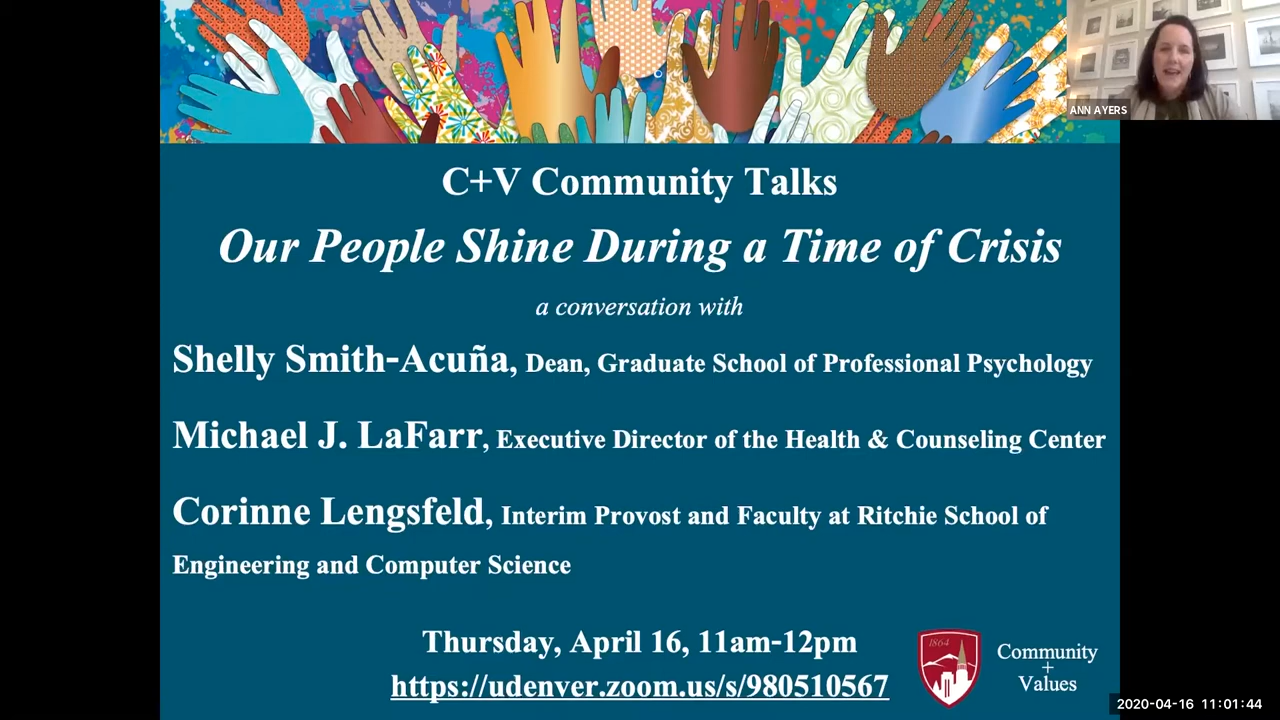 ANN AYERS
C+V Community Talks
Our People Shine During a Time of Crisis
a conversation with
Shelly Smith-Acuña, Dean, Graduate School of Professional Psychology
Michael J. LaFarr, Executive Director of the Health & Counseling Center
Corinne Lengsfeld, Interim Provost and Faculty at Ritchie School of
Engineering and Computer Science
Thursday, April 16, 11am-12pm
https://udenver.zoom.us/s/980510567
1864
Community
+
Values
2020-04-16 11:01:44